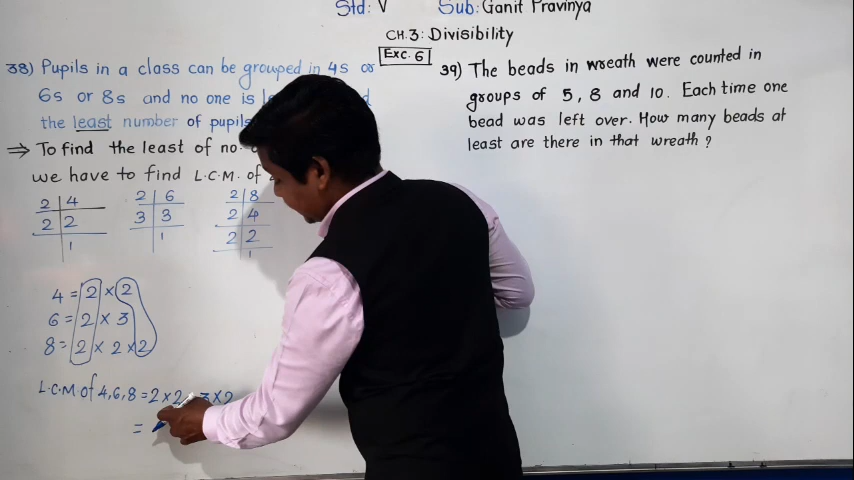 Std: V Sub: Ganit Pravinya
CH.3: Divisibility
Exc. 6
38) Pupils in a class can be grouped in 4s or
6s or 8s and no one is
the least number of pupils
⇒ To find the least of no.
we have to find L.C.M. of
2 | 4
2 | 2
1
2 | 6
3 | 3
1
2 | 8
2 | 4
2 | 2
1
4 = 2 × 2
6 = 2 × 3
8 = 2 × 2 × 2
L.C.M. of 4,6,8 = 2 × 2 3 × 2
=
39) The beads in wreath were counted in
groups of 5, 8 and 10. Each time one
bead was left over. How many beads at
least are there in that wreath ?